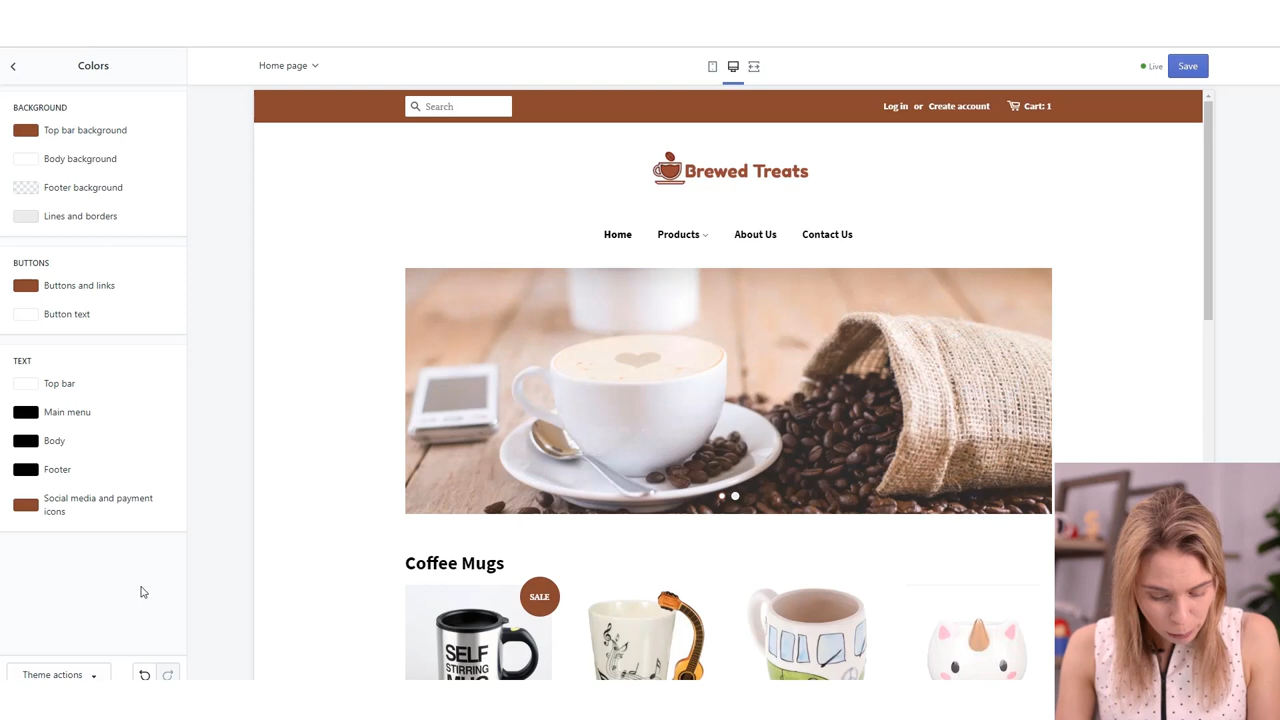 Colors
Home page
Live
Save
BACKGROUND
Top bar background
Body background
Footer background
Lines and borders
BUTTONS
Buttons and links
Button text
TEXT
Top bar
Main menu
Body
Footer
Social media and payment
icons
Theme actions
Search
Log in or Create account
Cart: 1
Brewed Treats
Home
Products
About Us
Contact Us
Coffee Mugs
SALE
SELF
STIRRING
MUG